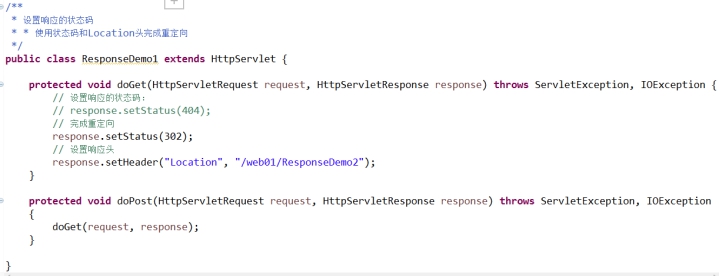 /**
 * 设置响应的状态码
 * * 使用状态码和Location头完成重定向
 */
public class ResponseDemo1 extends HttpServlet {
    protected void doGet(HttpServletRequest request, HttpServletResponse response) throws ServletException, IOException {
        // 设置响应的状态码：
        // response.setStatus(404);
        // 完成重定向
        response.setStatus(302);
        // 设置响应头
        response.setHeader("Location", "/web01/ResponseDemo2");
    }
    protected void doPost(HttpServletRequest request, HttpServletResponse response) throws ServletException, IOException
    {
        doGet(request, response);
    }
}